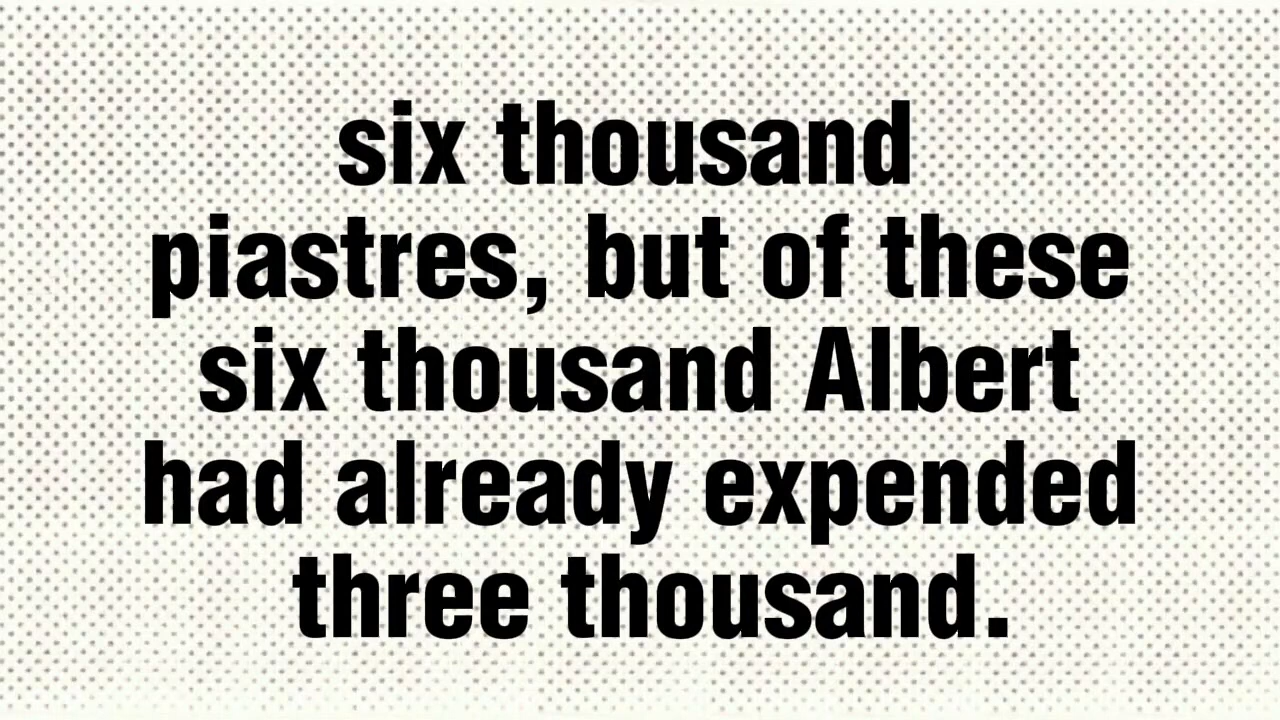 six thousand
piastres, but of these
six thousand Albert
had already expended
three thousand.